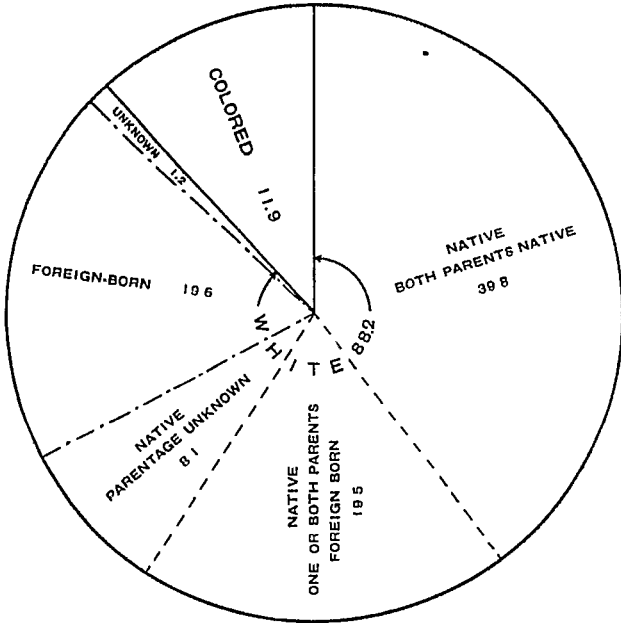 COLORED
11.9
UNKNOWN 1.2
NATIVE
BOTH PARENTS NATIVE
39 8
FOREIGN-BORN 19 6
WHITE 88.2
NATIVE
PARENTAGE UNKNOWN
8 1
NATIVE
ONE OR BOTH PARENTS
FOREIGN BORN
19 5